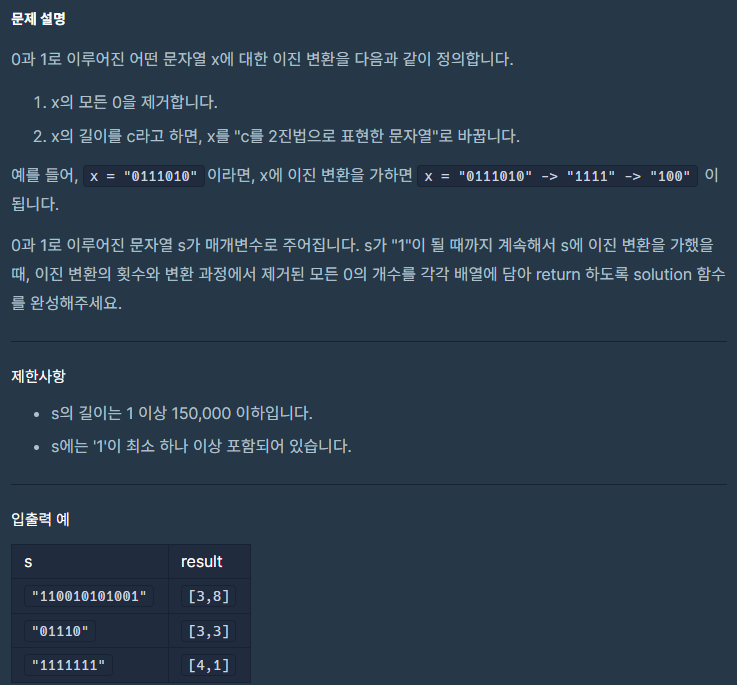 문제 설명
0과 1로 이루어진 어떤 문자열 x에 대한 이진 변환을 다음과 같이 정의합니다.
1. x의 모든 0을 제거합니다.
2. x의 길이를 c라고 하면, x를 "c를 2진법으로 표현한 문자열"로 바꿉니다.
예를 들어, x = "0111010" 이라면, x에 이진 변환을 가하면 x = "0111010" -> "1111" -> "100" 이
됩니다.
0과 1로 이루어진 문자열 s가 매개변수로 주어집니다. s가 "1"이 될 때까지 계속해서 s에 이진 변환을 가했을
때, 이진 변환의 횟수와 변환 과정에서 제거된 모든 0의 개수를 각각 배열에 담아 return 하도록 solution 함수
를 완성해주세요.
제한사항
• s의 길이는 1 이상 150,000 이하입니다.
• s에는 '1'이 최소 하나 이상 포함되어 있습니다.
입출력 예
s result
"110010101001" [3,8]
"01110" [3,3]
"1111111" [4,1]